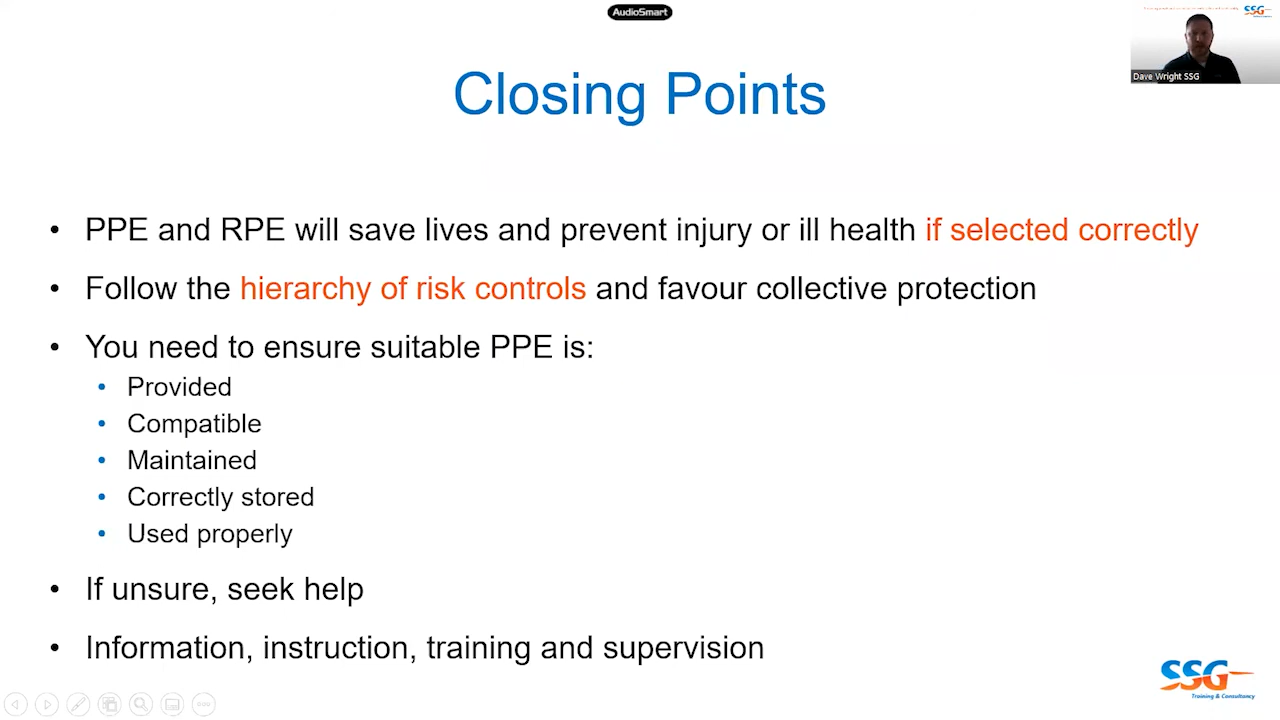 AudioSmart
SSG
Dave Wright SSG
Closing Points
• PPE and RPE will save lives and prevent injury or ill health if selected correctly
• Follow the hierarchy of risk controls and favour collective protection
• You need to ensure suitable PPE is:
• Provided
• Compatible
• Maintained
• Correctly stored
• Used properly
• If unsure, seek help
• Information, instruction, training and supervision
SSG
Training & Consultancy